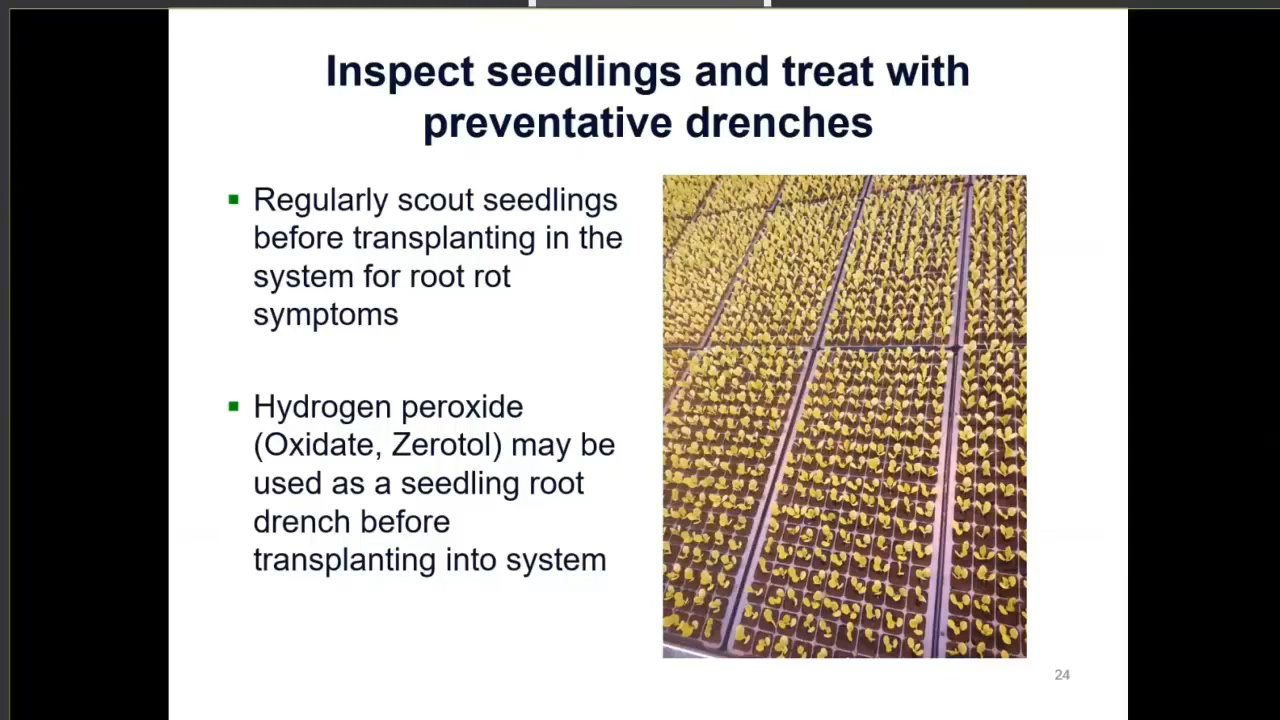 Inspect seedlings and treat with
preventative drenches
Regularly scout seedlings
before transplanting in the
system for root rot
symptoms
Hydrogen peroxide
(Oxidate, Zerotol) may be
used as a seedling root
drench before
transplanting into system
24